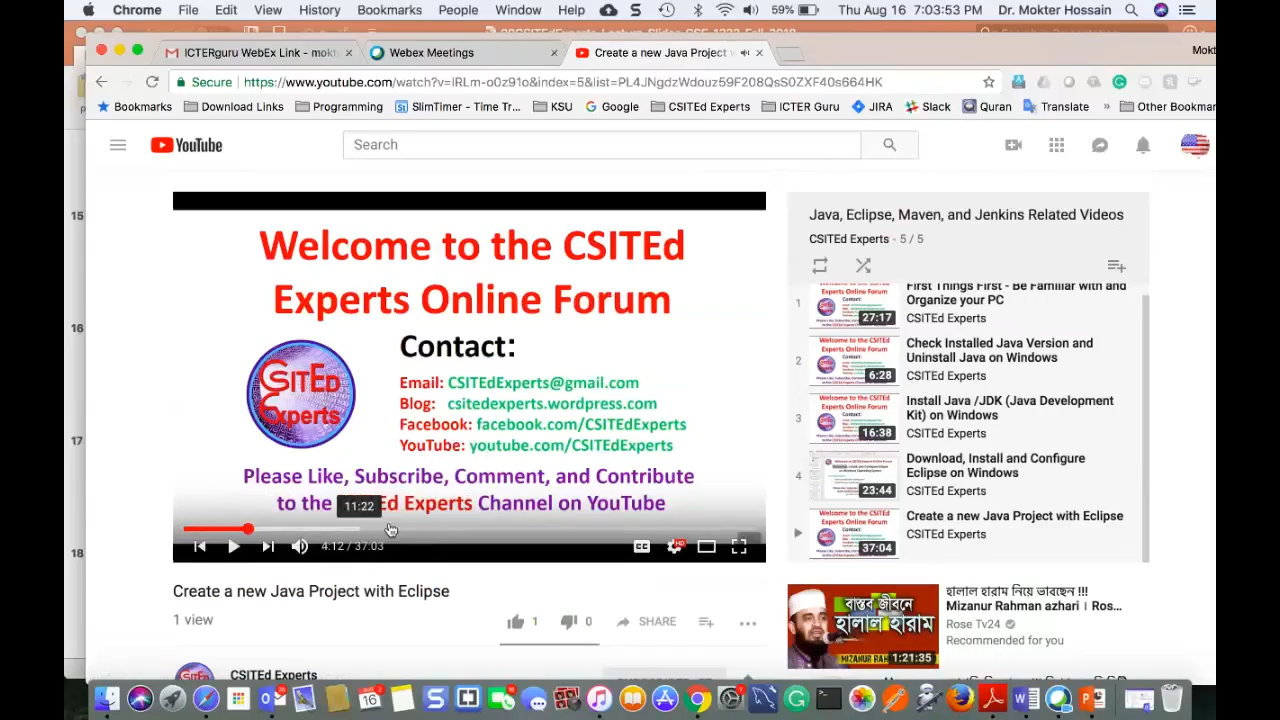 Chrome File Edit View History Bookmarks People Window Help 59% Thu Aug 16 7:03:53 PM Dr. Mokter Hossain
ICTERguru WebEx Link - mokt
Webex Meetings
Create a new Java Project w
Mokt
Secure https://www.youtube.com/watch?v=IRLm-o0z91o&index=5&list=PL4JNgdzWdouz59F208QsS0ZXF40s664HK
Bookmarks Download Links Programming SlimTimer - Time Tr... KSU Google CSITEd Experts ICTER Guru JIRA Slack Quran Translate » Other Bookmar
YouTube
Search
15
16
17
18
Welcome to the CSITEd
Experts Online Forum
CSITEd
Experts
Contact:
Email: CSITEdExperts@gmail.com
Blog: csitedexperts.wordpress.com
Facebook: facebook.com/CSITEdExperts
YouTube: youtube.com/CSITEdExperts
Please Like, Subscribe, Comment, and Contribute
to the Ed Experts Channel on YouTube
11:22
4:12 / 37:03
CC
HD
Create a new Java Project with Eclipse
1 view
1 0 SHARE
CSITEd Experts
Java, Eclipse, Maven, and Jenkins Related Videos
CSITEd Experts - 5 / 5
1
27:17
First Things First - Be Familiar with and
Organize your PC
CSITEd Experts
2
6:28
Check Installed Java Version and
Uninstall Java on Windows
CSITEd Experts
3
16:38
Install Java /JDK (Java Development
Kit) on Windows
CSITEd Experts
4
23:44
Download, Install and Configure
Eclipse on Windows
CSITEd Experts
37:04
Create a new Java Project with Eclipse
CSITEd Experts
বাস্তব জীবনে
হালাল হারাম
1:21:35
হালাল হারাম নিয়ে ভাবছেন !!!
Mizanur Rahman azhari । Ros...
Rose Tv24
Recommended for you